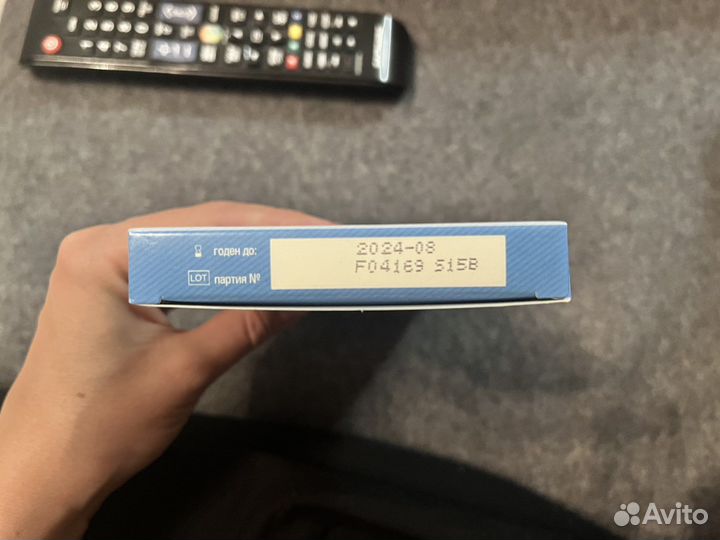 годен до: 2024-08
LOT партия № F04169 S15B
Avito